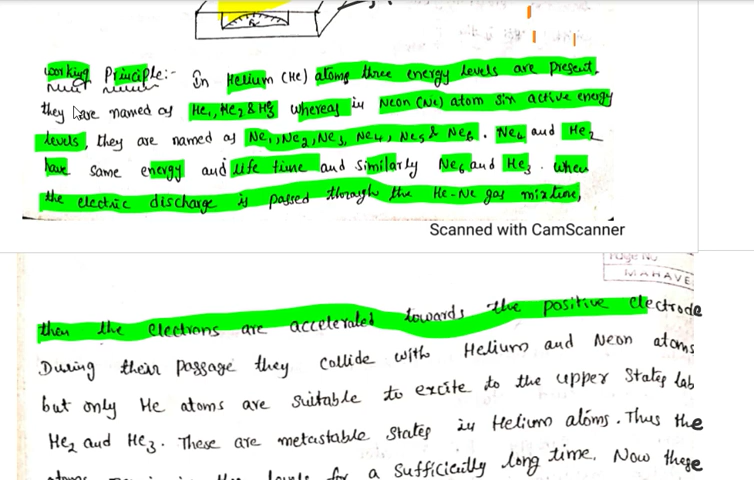 working Principle:- In Helium (He) atoms three energy levels are present.
they have named as He1, He2 & He3 whereas in Neon (Ne) atom six active energy
levels, they are named as Ne1, Ne2, Ne3, Ne4, Ne5 & Ne6. Ne4 and He2
have same energy and life time and similarly Ne6 and He3. when
the electric discharge is passed through the He-Ne gas mixture,
Scanned with CamScanner
MAHAVE
then the electrons are accelerated towards the positive electrode
During their passage they collide with Helium and Neon atoms
but only He atoms are suitable to excite to the upper States lab
He2 and He3. These are metastable States in Helium atoms. Thus the
for a sufficiently long time. Now these